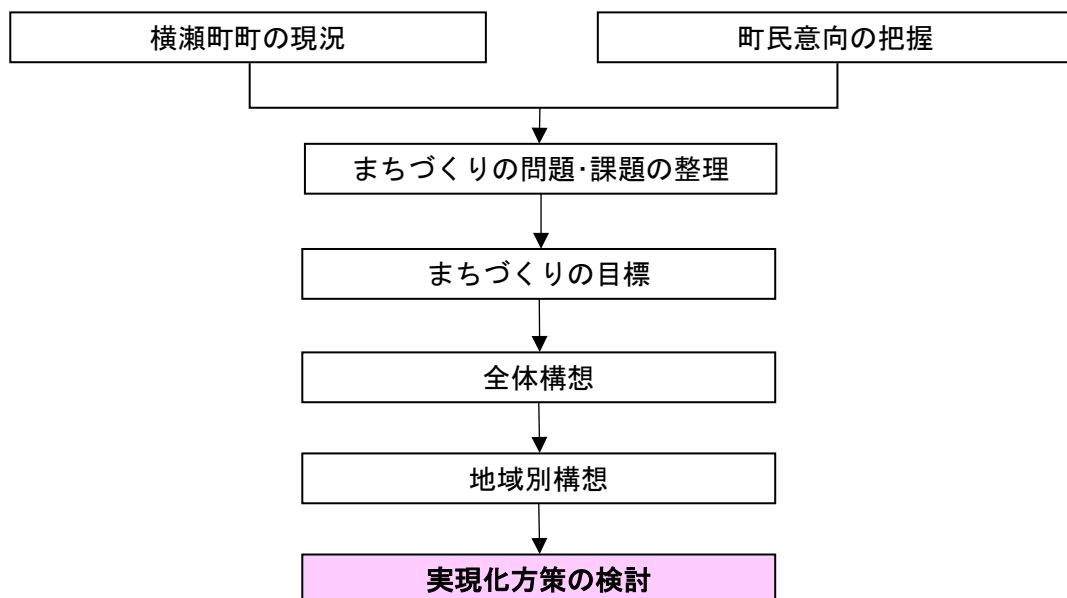 横瀬町町の現況
町民意向の把握
まちづくりの問題・課題の整理
まちづくりの目標
全体構想
地域別構想
実現化方策の検討